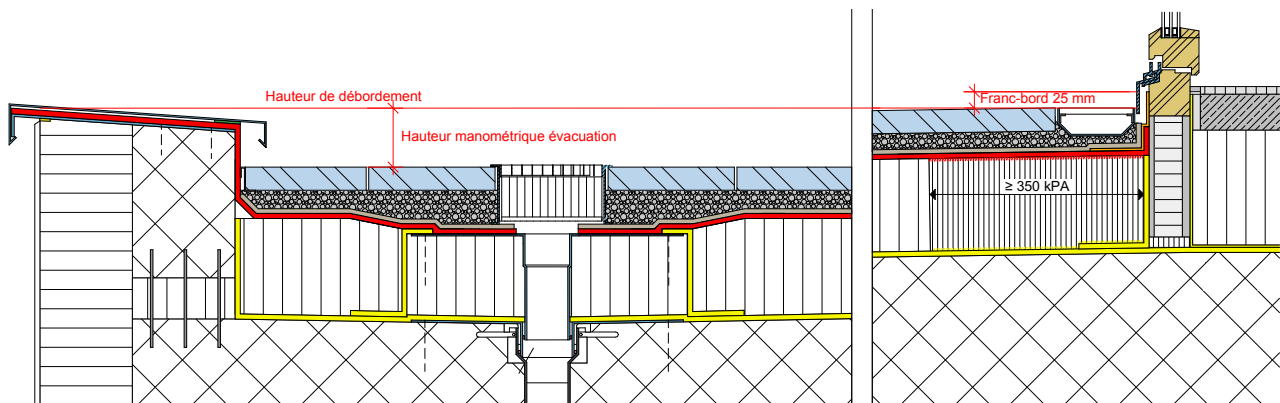 Hauteur de débordement
Franc-bord 25 mm
Hauteur manométrique évacuation
≥ 350 kPA